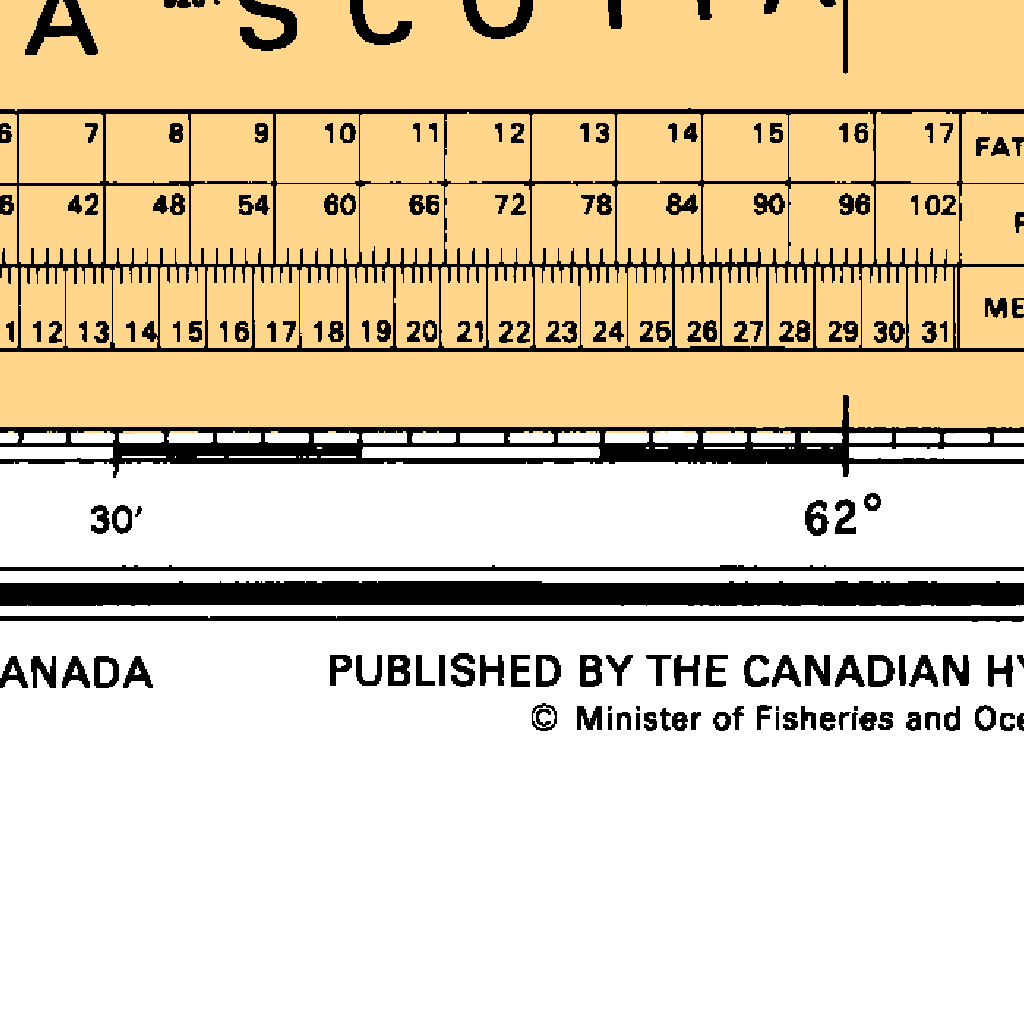 A SCOTIA
6 7 8 9 10 11 12 13 14 15 16 17 FAT
6 42 48 54 60 66 72 78 84 90 96 102 F
1 12 13 14 15 16 17 18 19 20 21 22 23 24 25 26 27 28 29 30 31 ME
30′ 62°
ANADA PUBLISHED BY THE CANADIAN HY
© Minister of Fisheries and Oce